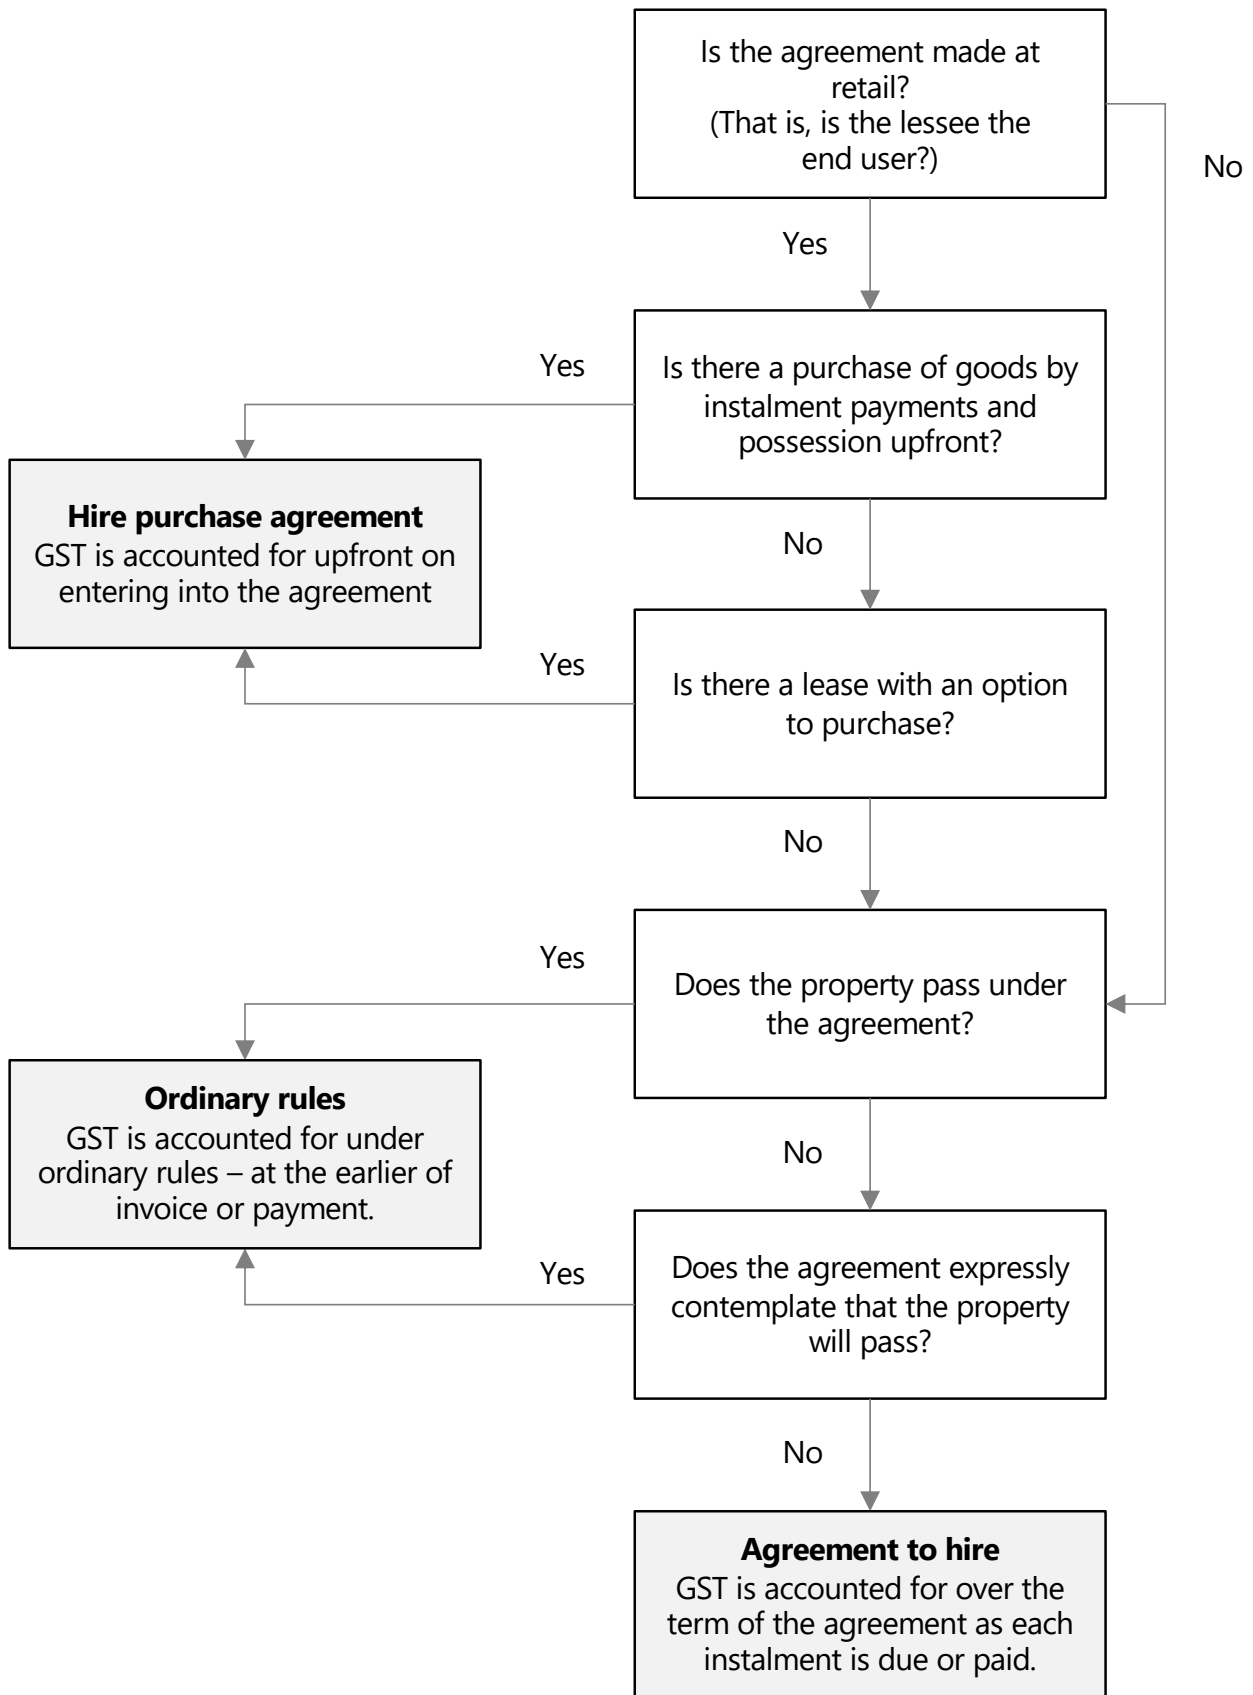 Is the agreement made at
retail?
(That is, is the lessee the
end user?)
No
Yes
Yes
Is there a purchase of goods by
instalment payments and
possession upfront?
Hire purchase agreement
GST is accounted for upfront on
entering into the agreement
No
Yes
Is there a lease with an option
to purchase?
No
Yes
Does the property pass under
the agreement?
Ordinary rules
GST is accounted for under
ordinary rules – at the earlier of
invoice or payment.
No
Yes
Does the agreement expressly
contemplate that the property
will pass?
No
Agreement to hire
GST is accounted for over the
term of the agreement as each
instalment is due or paid.